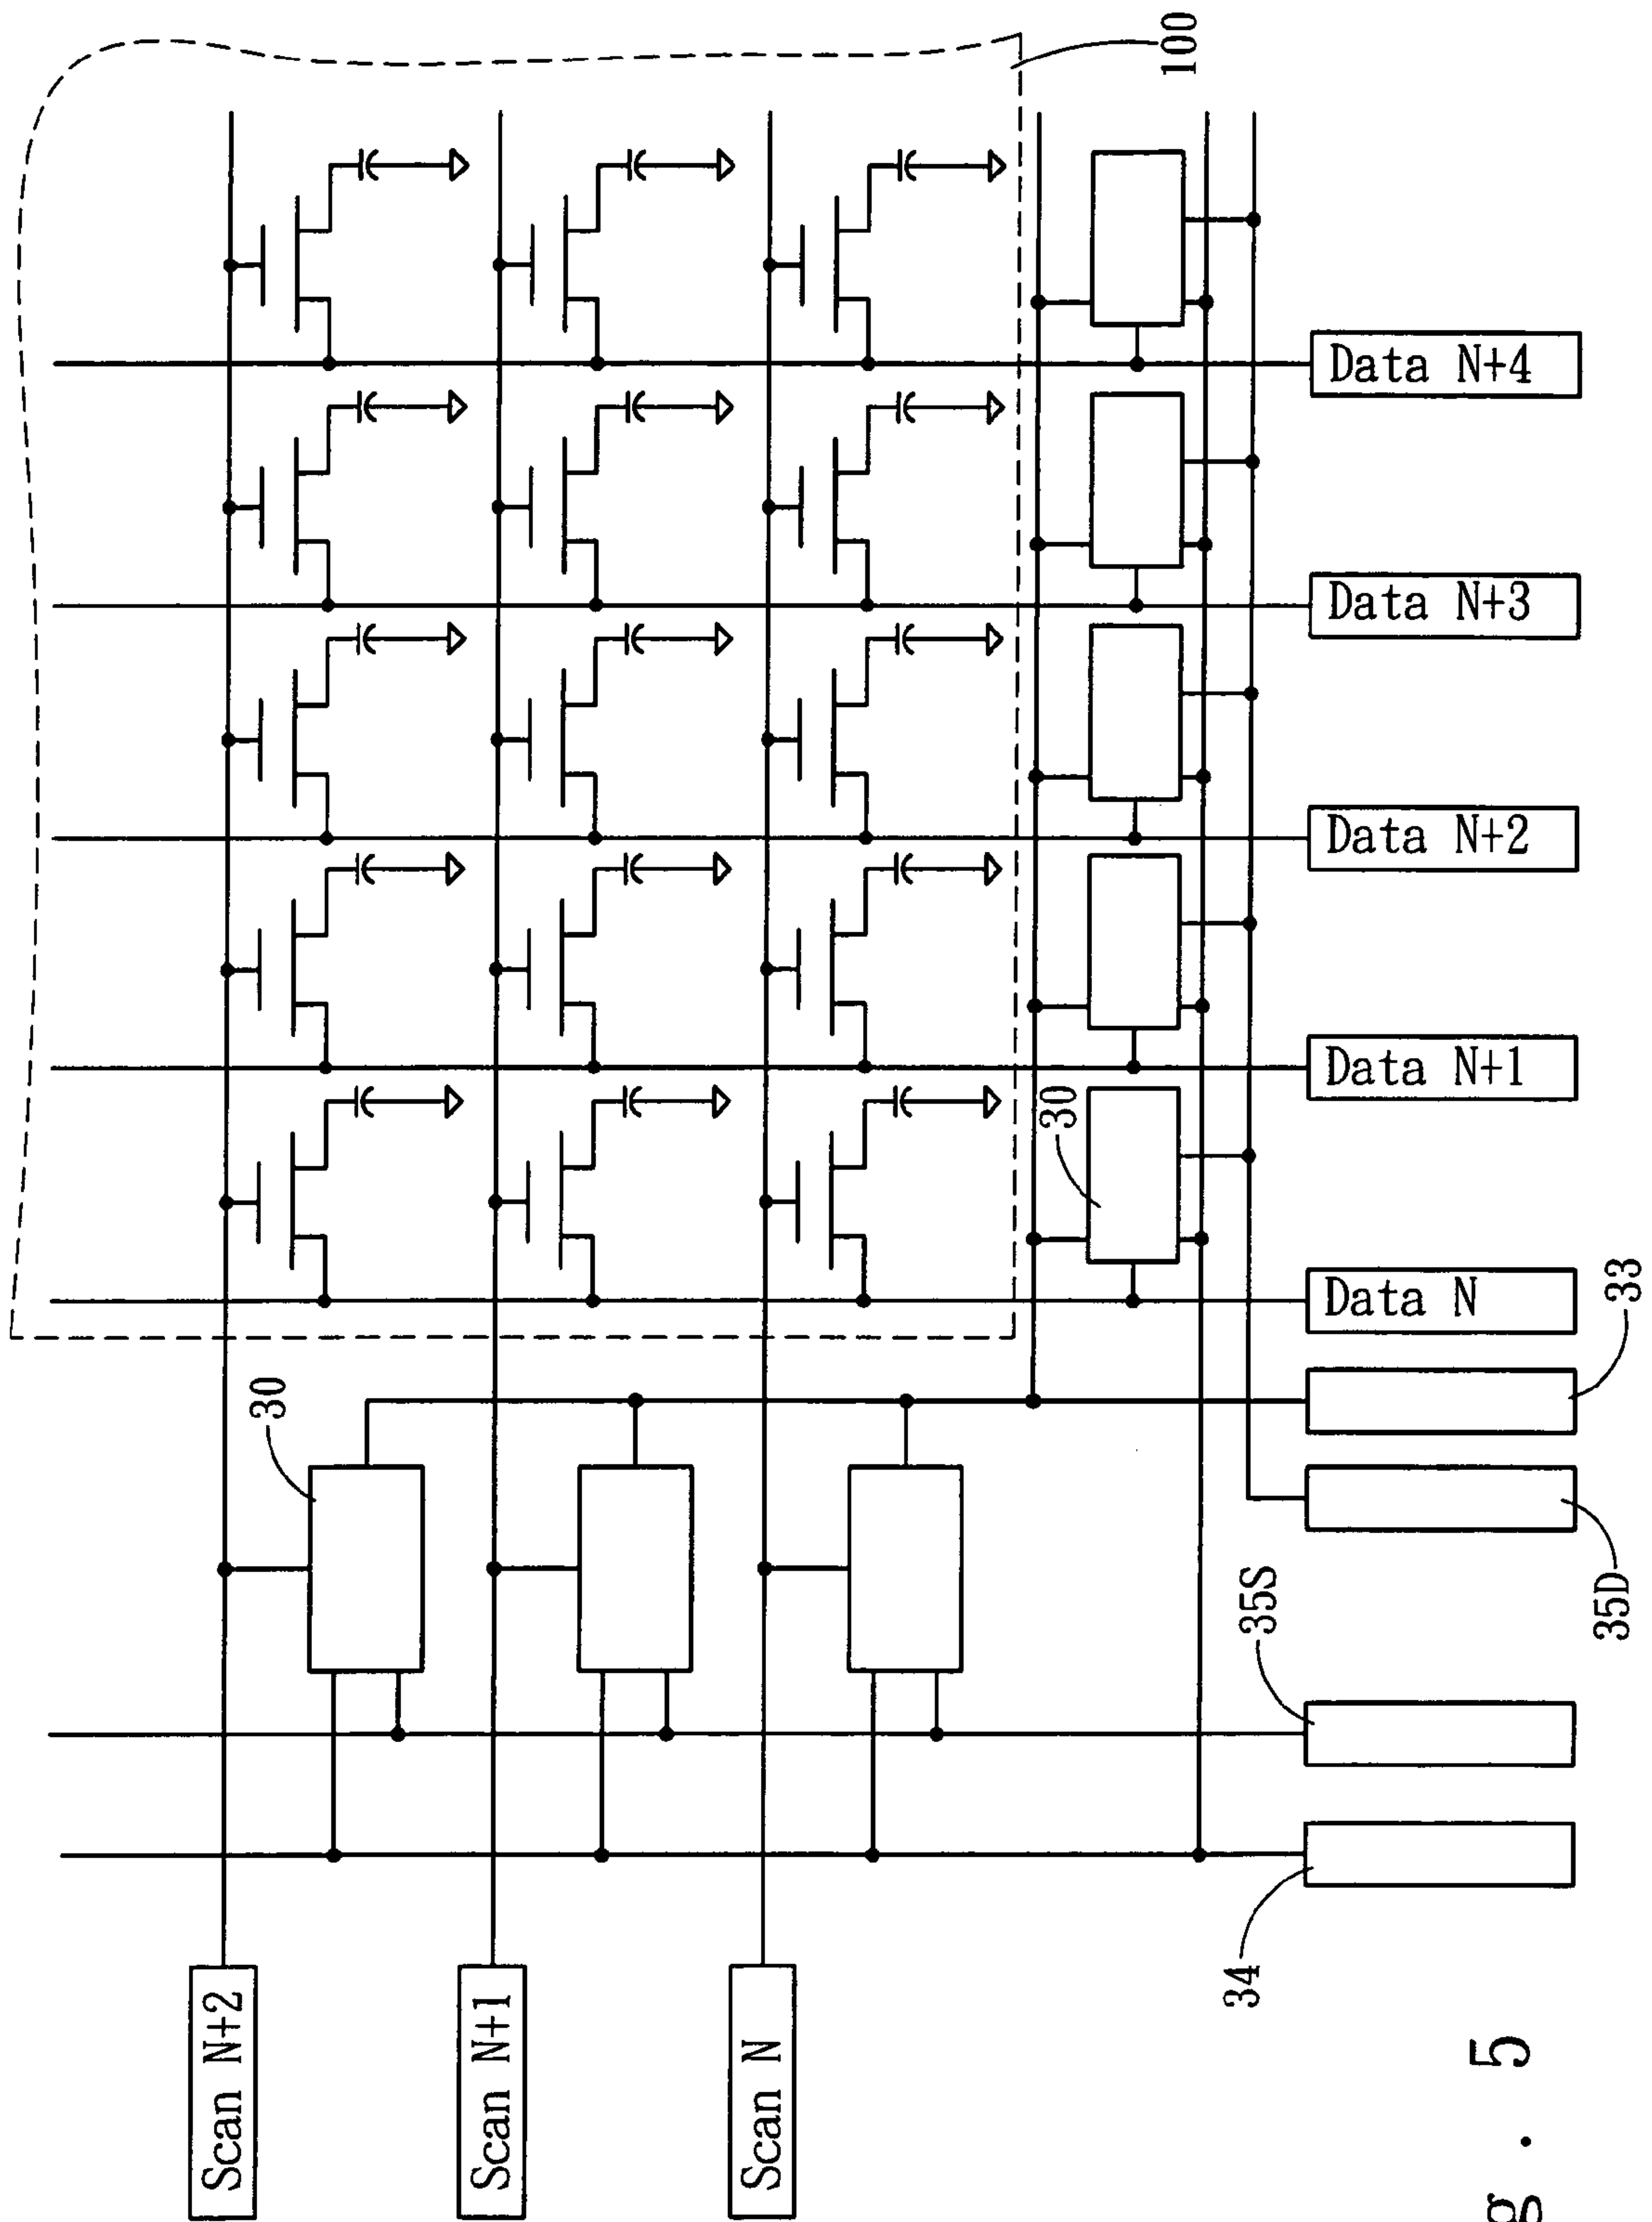 100
Data N+4
Data N+3
Data N+2
Data N+1
Data N
30
33
30
35D
35S
34
Scan N+2
Scan N+1
Scan N
g. 5